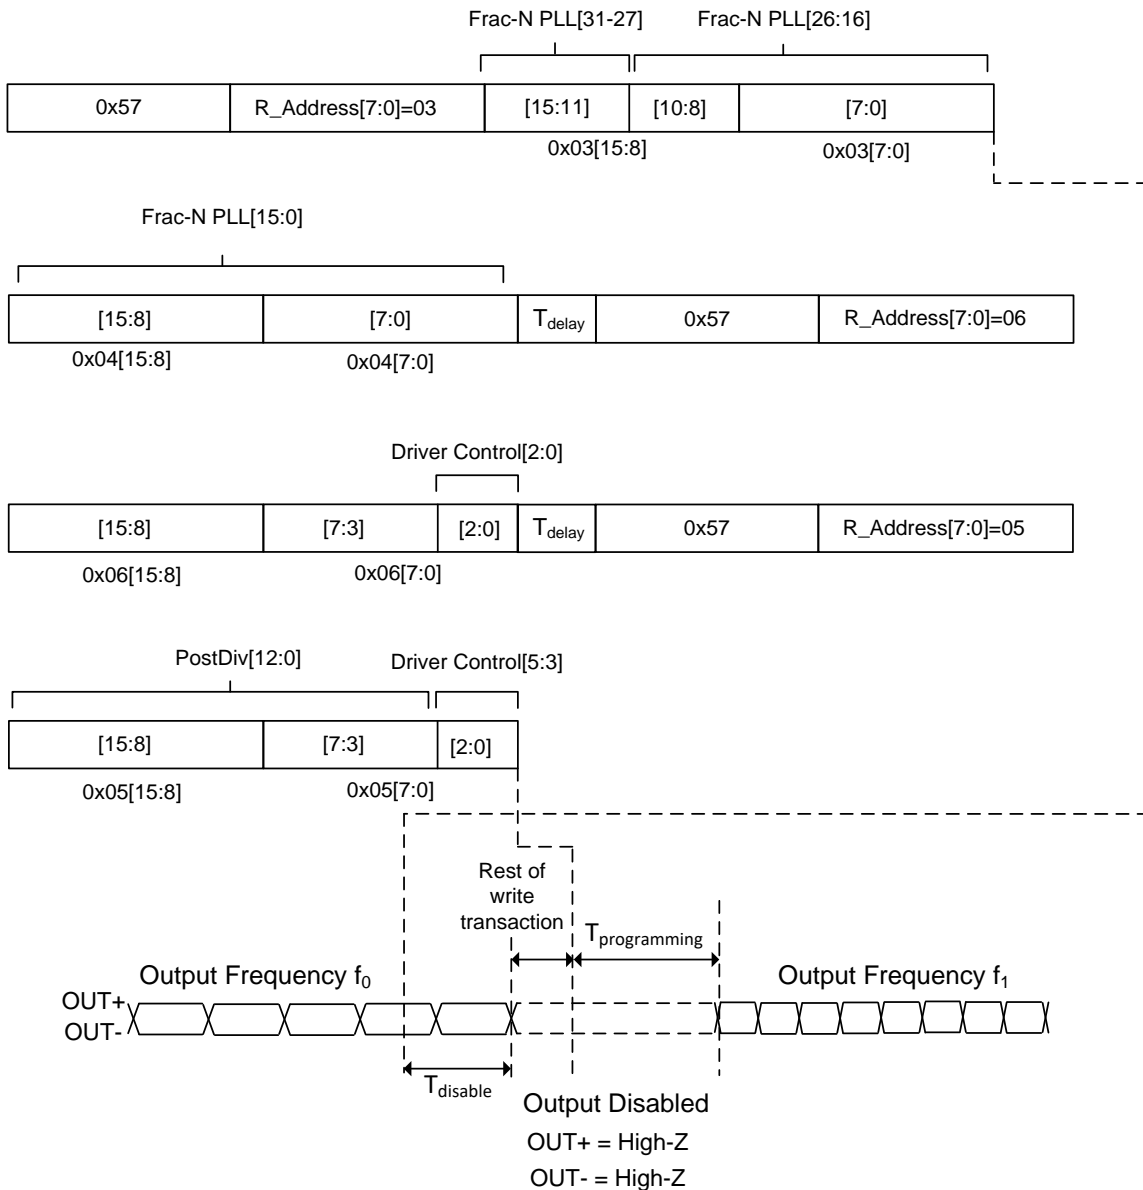 Frac-N PLL[31-27] Frac-N PLL[26:16]
0x57 R_Address[7:0]=03 [15:11] [10:8] [7:0]
0x03[15:8] 0x03[7:0]
Frac-N PLL[15:0]
[15:8] [7:0] Tdelay 0x57 R_Address[7:0]=06
0x04[15:8] 0x04[7:0]
Driver Control[2:0]
[15:8] [7:3] [2:0] Tdelay 0x57 R_Address[7:0]=05
0x06[15:8] 0x06[7:0]
PostDiv[12:0] Driver Control[5:3]
[15:8] [7:3] [2:0]
0x05[15:8] 0x05[7:0]
Rest of
write
transaction
Tprogramming
Output Frequency f0 Output Frequency f1
OUT+
OUT-
Tdisable
Output Disabled
OUT+ = High-Z
OUT- = High-Z